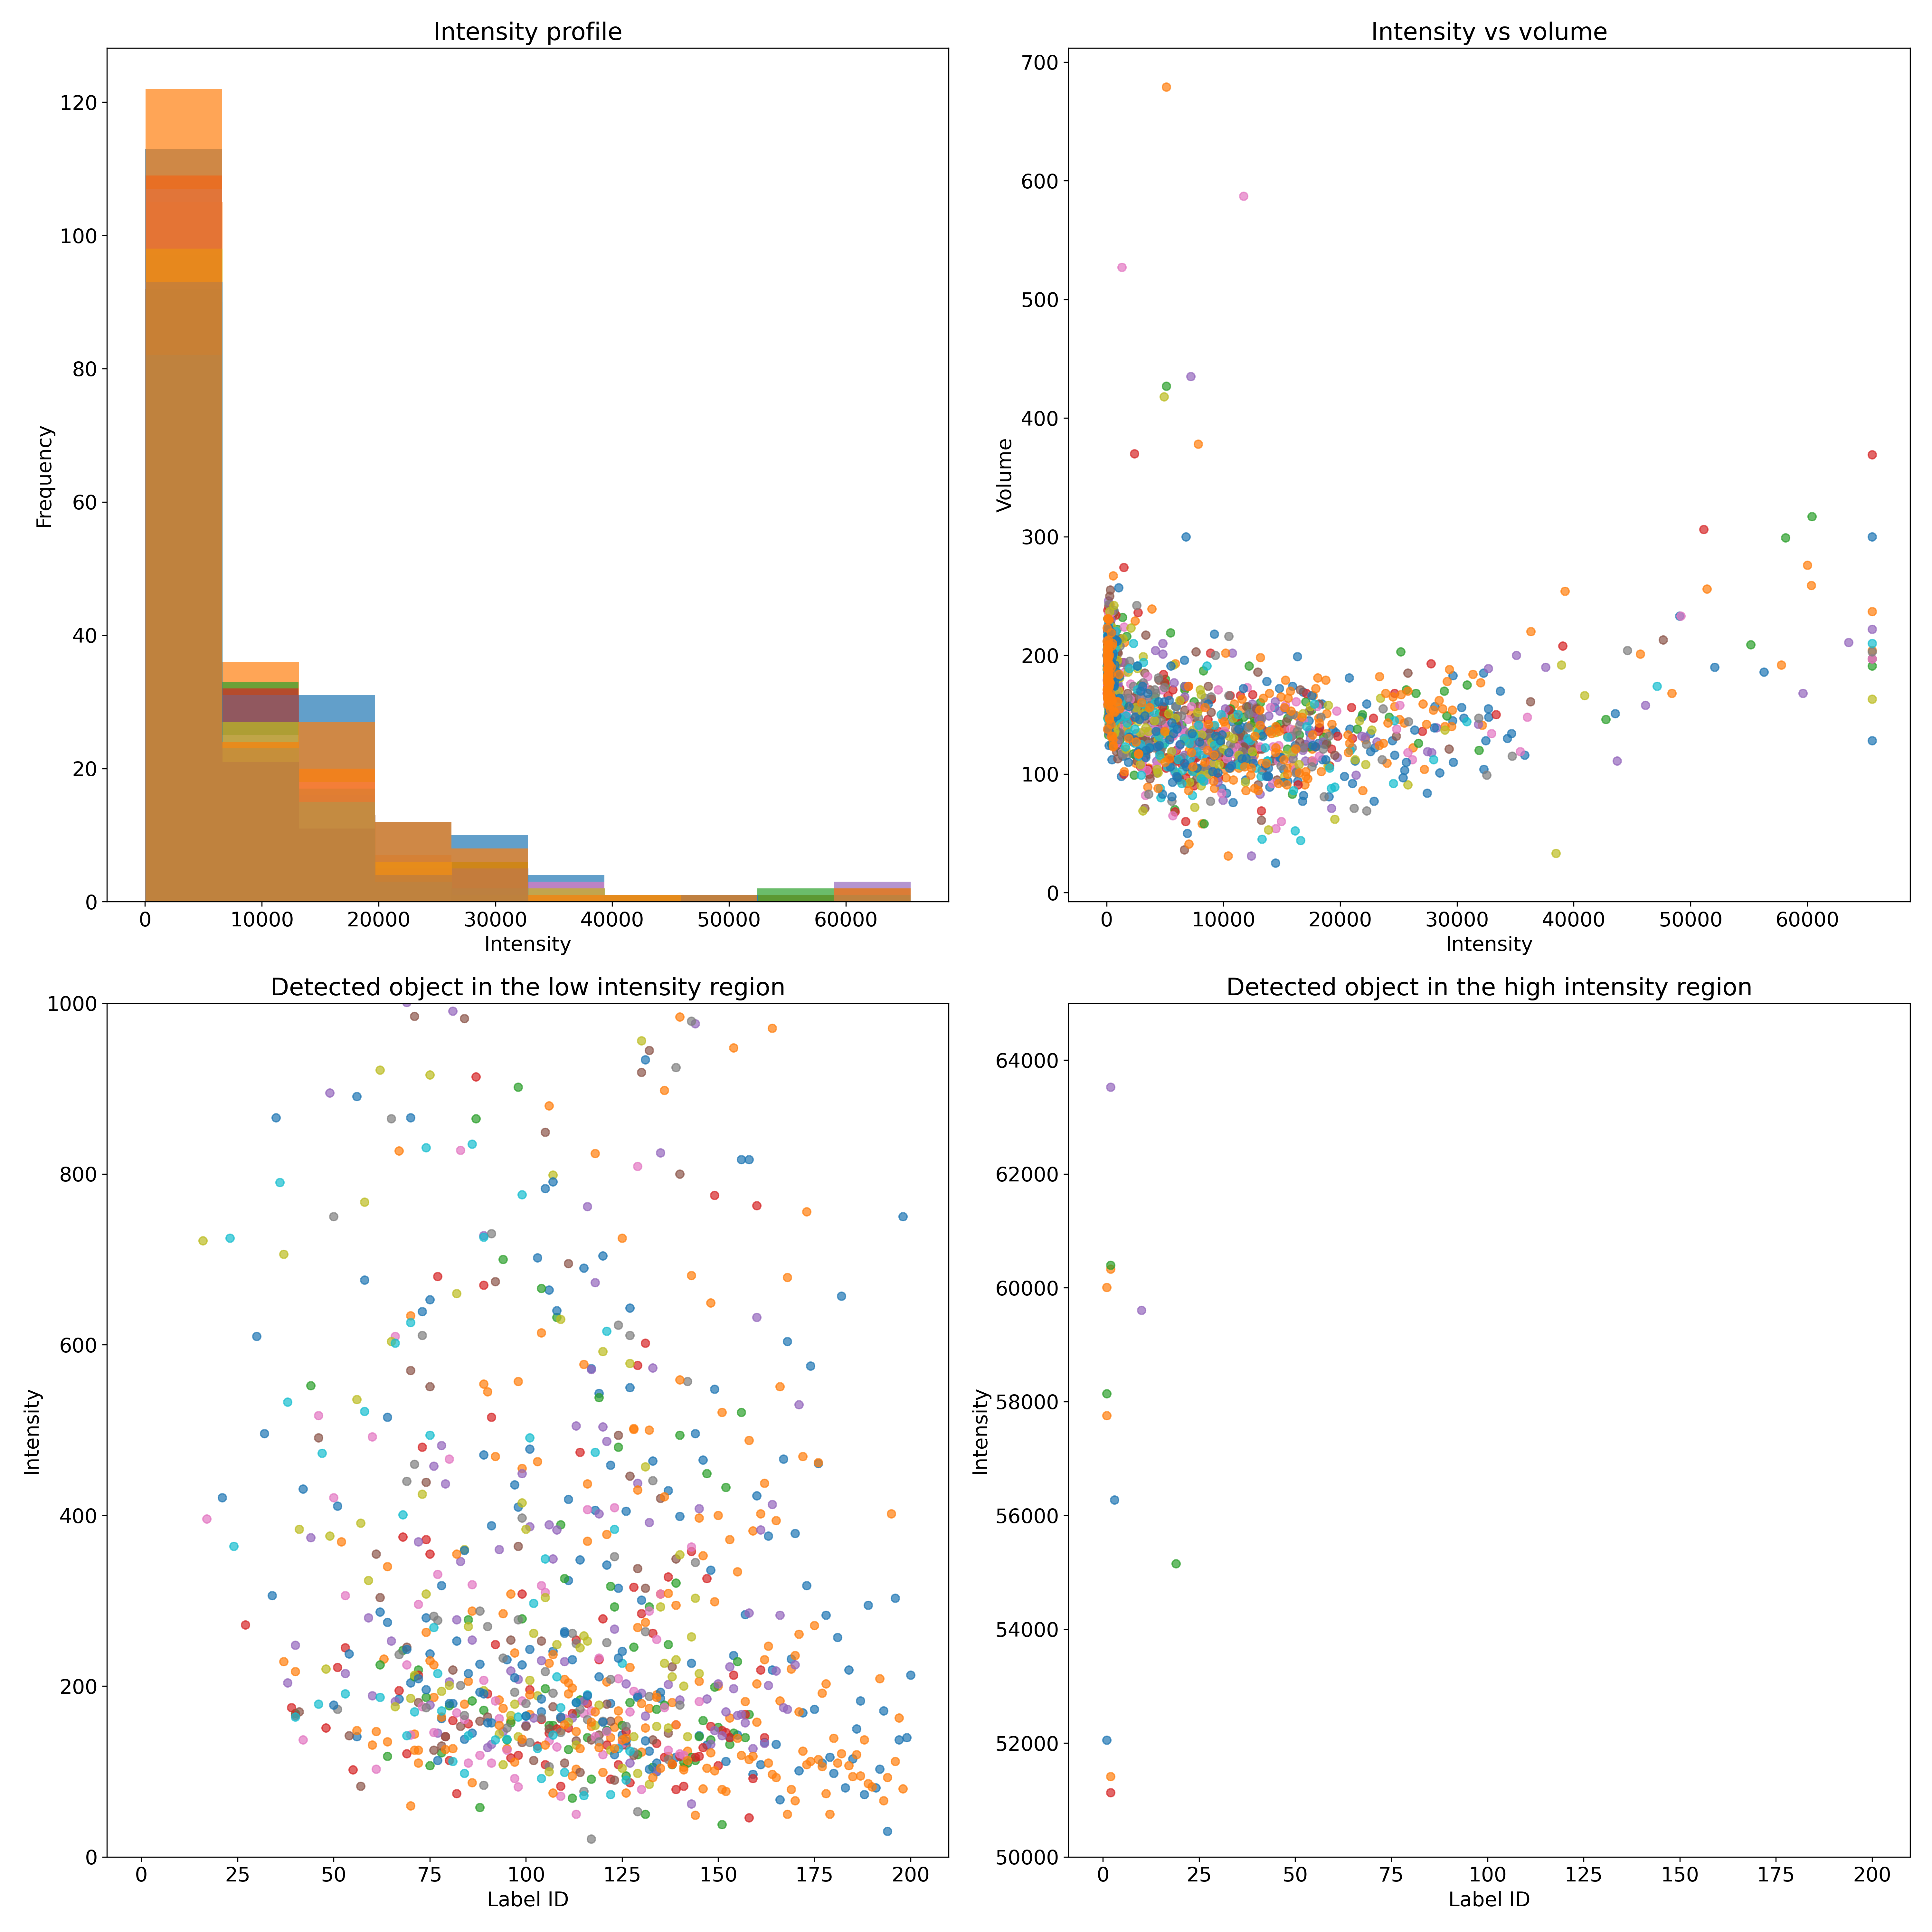 Intensity profile
120
100
80
60
40
20
0
Frequency
0 10000 20000 30000 40000 50000 60000
Intensity
Intensity vs volume
700
600
500
400
300
200
100
0
Volume
0 10000 20000 30000 40000 50000 60000
Intensity
Detected object in the low intensity region
1000
800
600
400
200
0
Intensity
0 25 50 75 100 125 150 175 200
Label ID
Detected object in the high intensity region
64000
62000
60000
58000
56000
54000
52000
50000
Intensity
0 25 50 75 100 125 150 175 200
Label ID